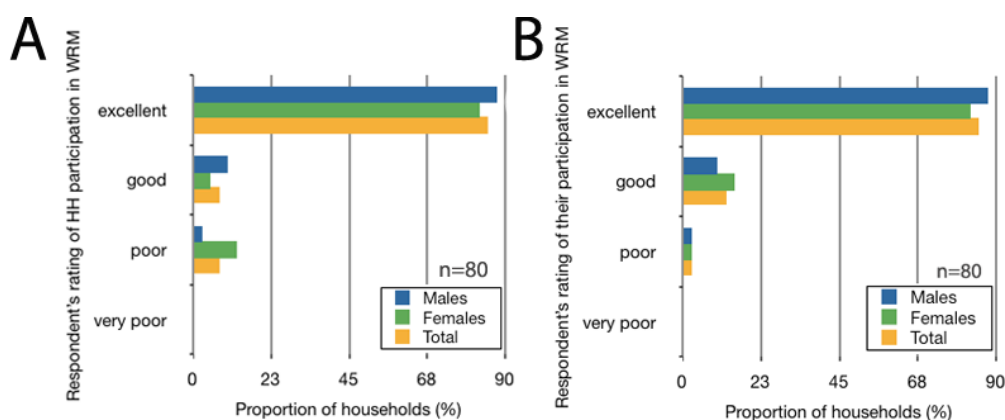 A
Respondent's rating of HH participation in WRM
excellent
good
poor
very poor
n=80
Males
Females
Total
0 23 45 68 90
Proportion of households (%)
B
Respondent's rating of their participation in WRM
excellent
good
poor
very poor
n=80
Males
Females
Total
0 23 45 68 90
Proportion of households (%)